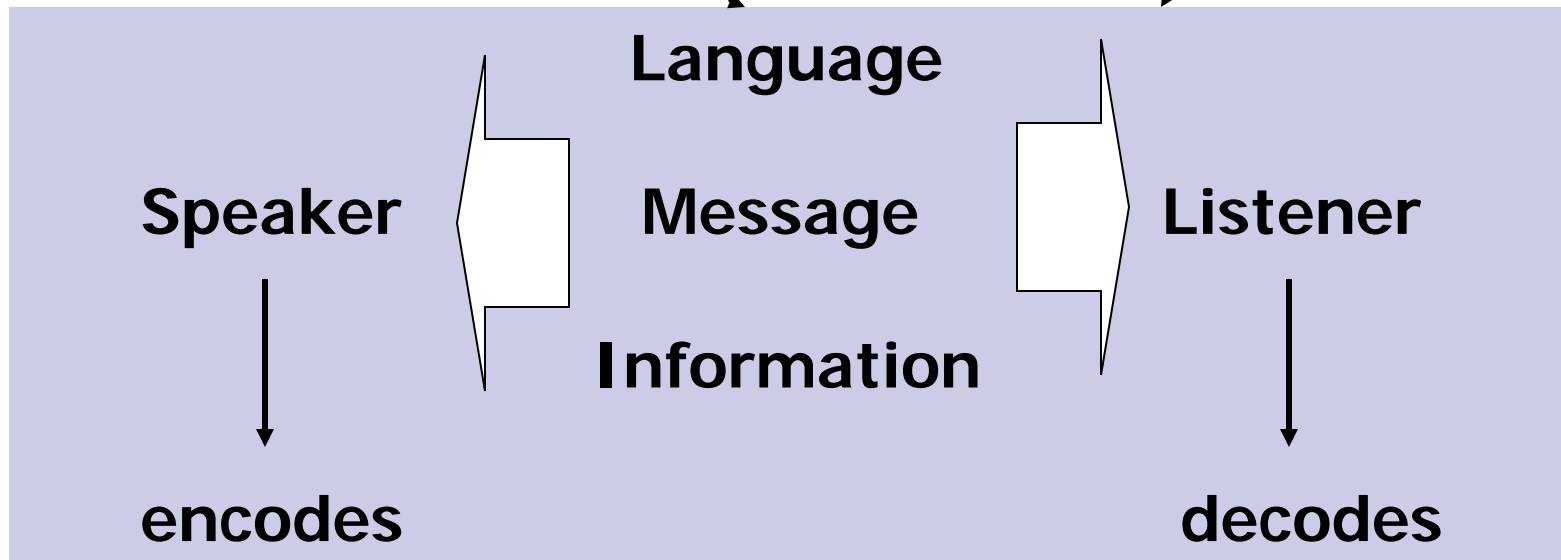 Language
Speaker Message Listener
Information
encodes decodes